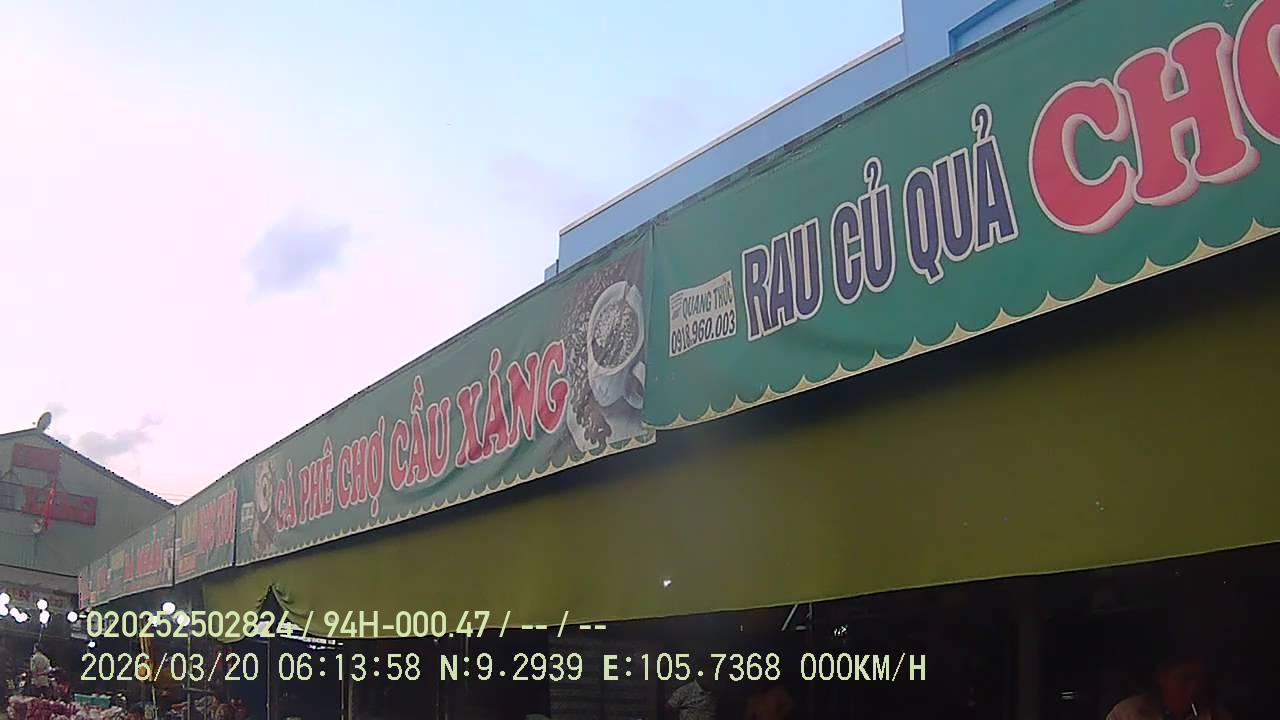 RAU CỦ QUẢ
QUANG THỨC
0918.960.003
CÀ PHÊ CHỢ CẦU XÁNG
020252502824 / 94H-000.47 / -- / --
2026/03/20 06:13:58 N:9.2939 E:105.7368 000KM/H